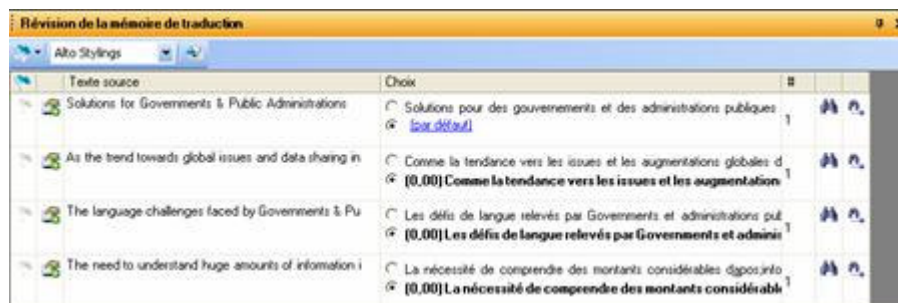 Révision de la mémoire de traduction
Alto Stylings
Texte source Choix #
Solutions for Governments & Public Administrations
Solutions pour des gouvernements et des administrations publiques
[par défaut]
1
As the trend towards global issues and data sharing in
Comme la tendance vers les issues et les augmentations globales d
(0,00) Comme la tendance vers les issues et les augmentation
1
The language challenges faced by Governments & Pu
Les défis de langue relevés par Governments et administrations put
(0,00) Les défis de langue relevés par Governments et adminis
1
The need to understand huge amounts of information i
La nécessité de comprendre des montants considérables d&apos;info
(0,00) La nécessité de comprendre des montants considérable
1